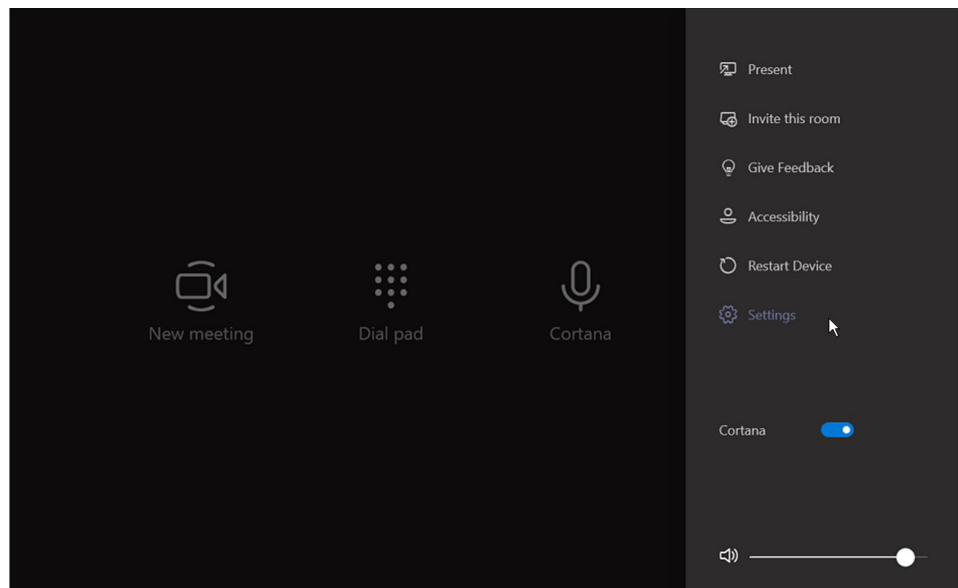 New meeting
Dial pad
Cortana
Present
Invite this room
Give Feedback
Accessibility
Restart Device
Settings
Cortana